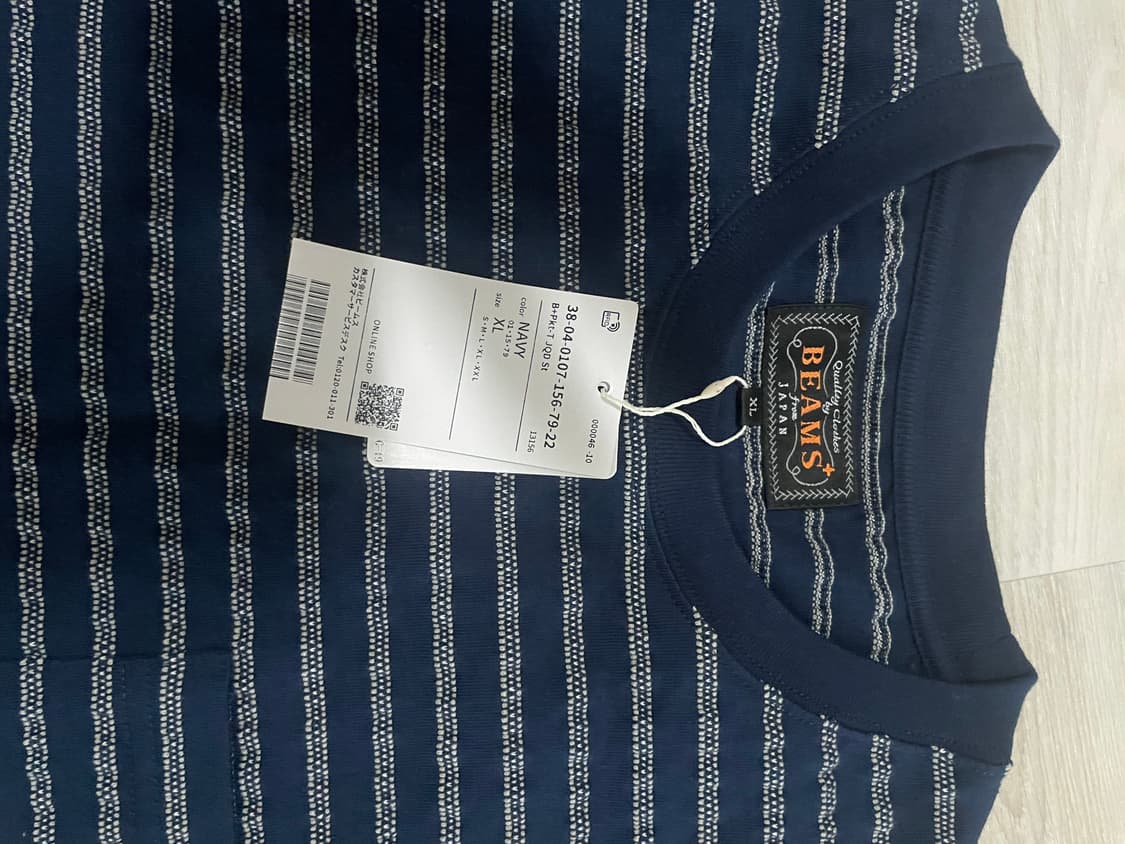 000046 -10
38-04-0107-156-79-22
B+Pkt-T JQD St
13156
color NAVY
01・15・79
size XL
S・M・L・XL・XXL
ONLINE SHOP
株式会社ビームス
カスタマーサービスデスク Tel;0120-011-301
Quality Clothes
by
BEAMS+
from
JAPAN
XL